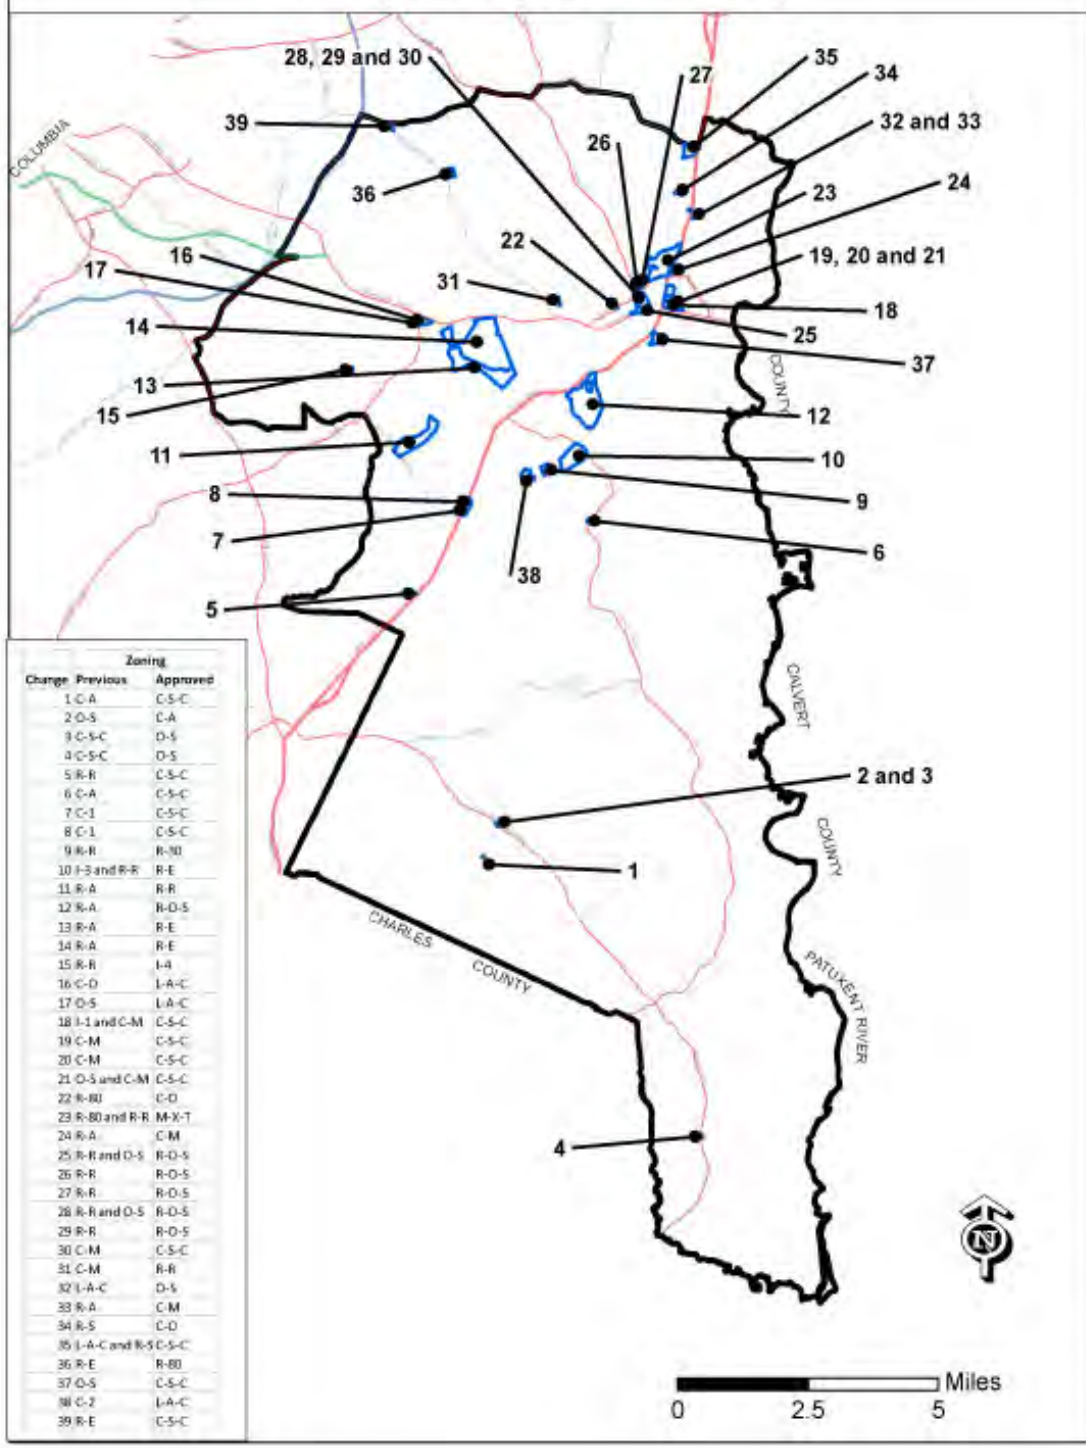 28, 29 and 30
27
35
34
32 and 33
39
26
COLUMBIA
36
24
23
22
16
19, 20 and 21
17
31
18
14
25
37
13
15
COUNTY
12
11
10
8
9
7
6
38
5
Zoning
Change Previous Approved
1 C-A C-S-C
2 O-S C-A
3 C-S-C O-S
4 C-S-C O-S
5 R-R C-S-C
6 C-A C-S-C
7 C-1 C-S-C
8 C-1 C-S-C
9 R-R R-30
10 I-3 and R-R R-E
11 R-A R-R
12 R-A R-O-S
13 R-A R-E
14 R-A R-E
15 R-R I-4
16 C-O L-A-C
17 O-S L-A-C
18 I-1 and C-M C-S-C
19 C-M C-S-C
20 C-M C-S-C
21 O-S and C-M C-S-C
22 R-80 C-O
23 R-80 and R-R M-X-T
24 R-A C-M
25 R-R and O-S R-O-S
26 R-R R-O-S
27 R-R R-O-S
28 R-R and O-S R-O-S
29 R-R R-O-S
30 C-M C-S-C
31 C-M R-R
32 L-A-C O-S
33 R-A C-M
34 R-S C-O
35 L-A-C and R-S C-S-C
36 R-E R-80
37 O-S C-S-C
38 C-2 L-A-C
39 R-E C-S-C
CALVERT
2 and 3
COUNTY
1
CHARLES
COUNTY
PATUXENT RIVER
4
N
Miles
0 2.5 5